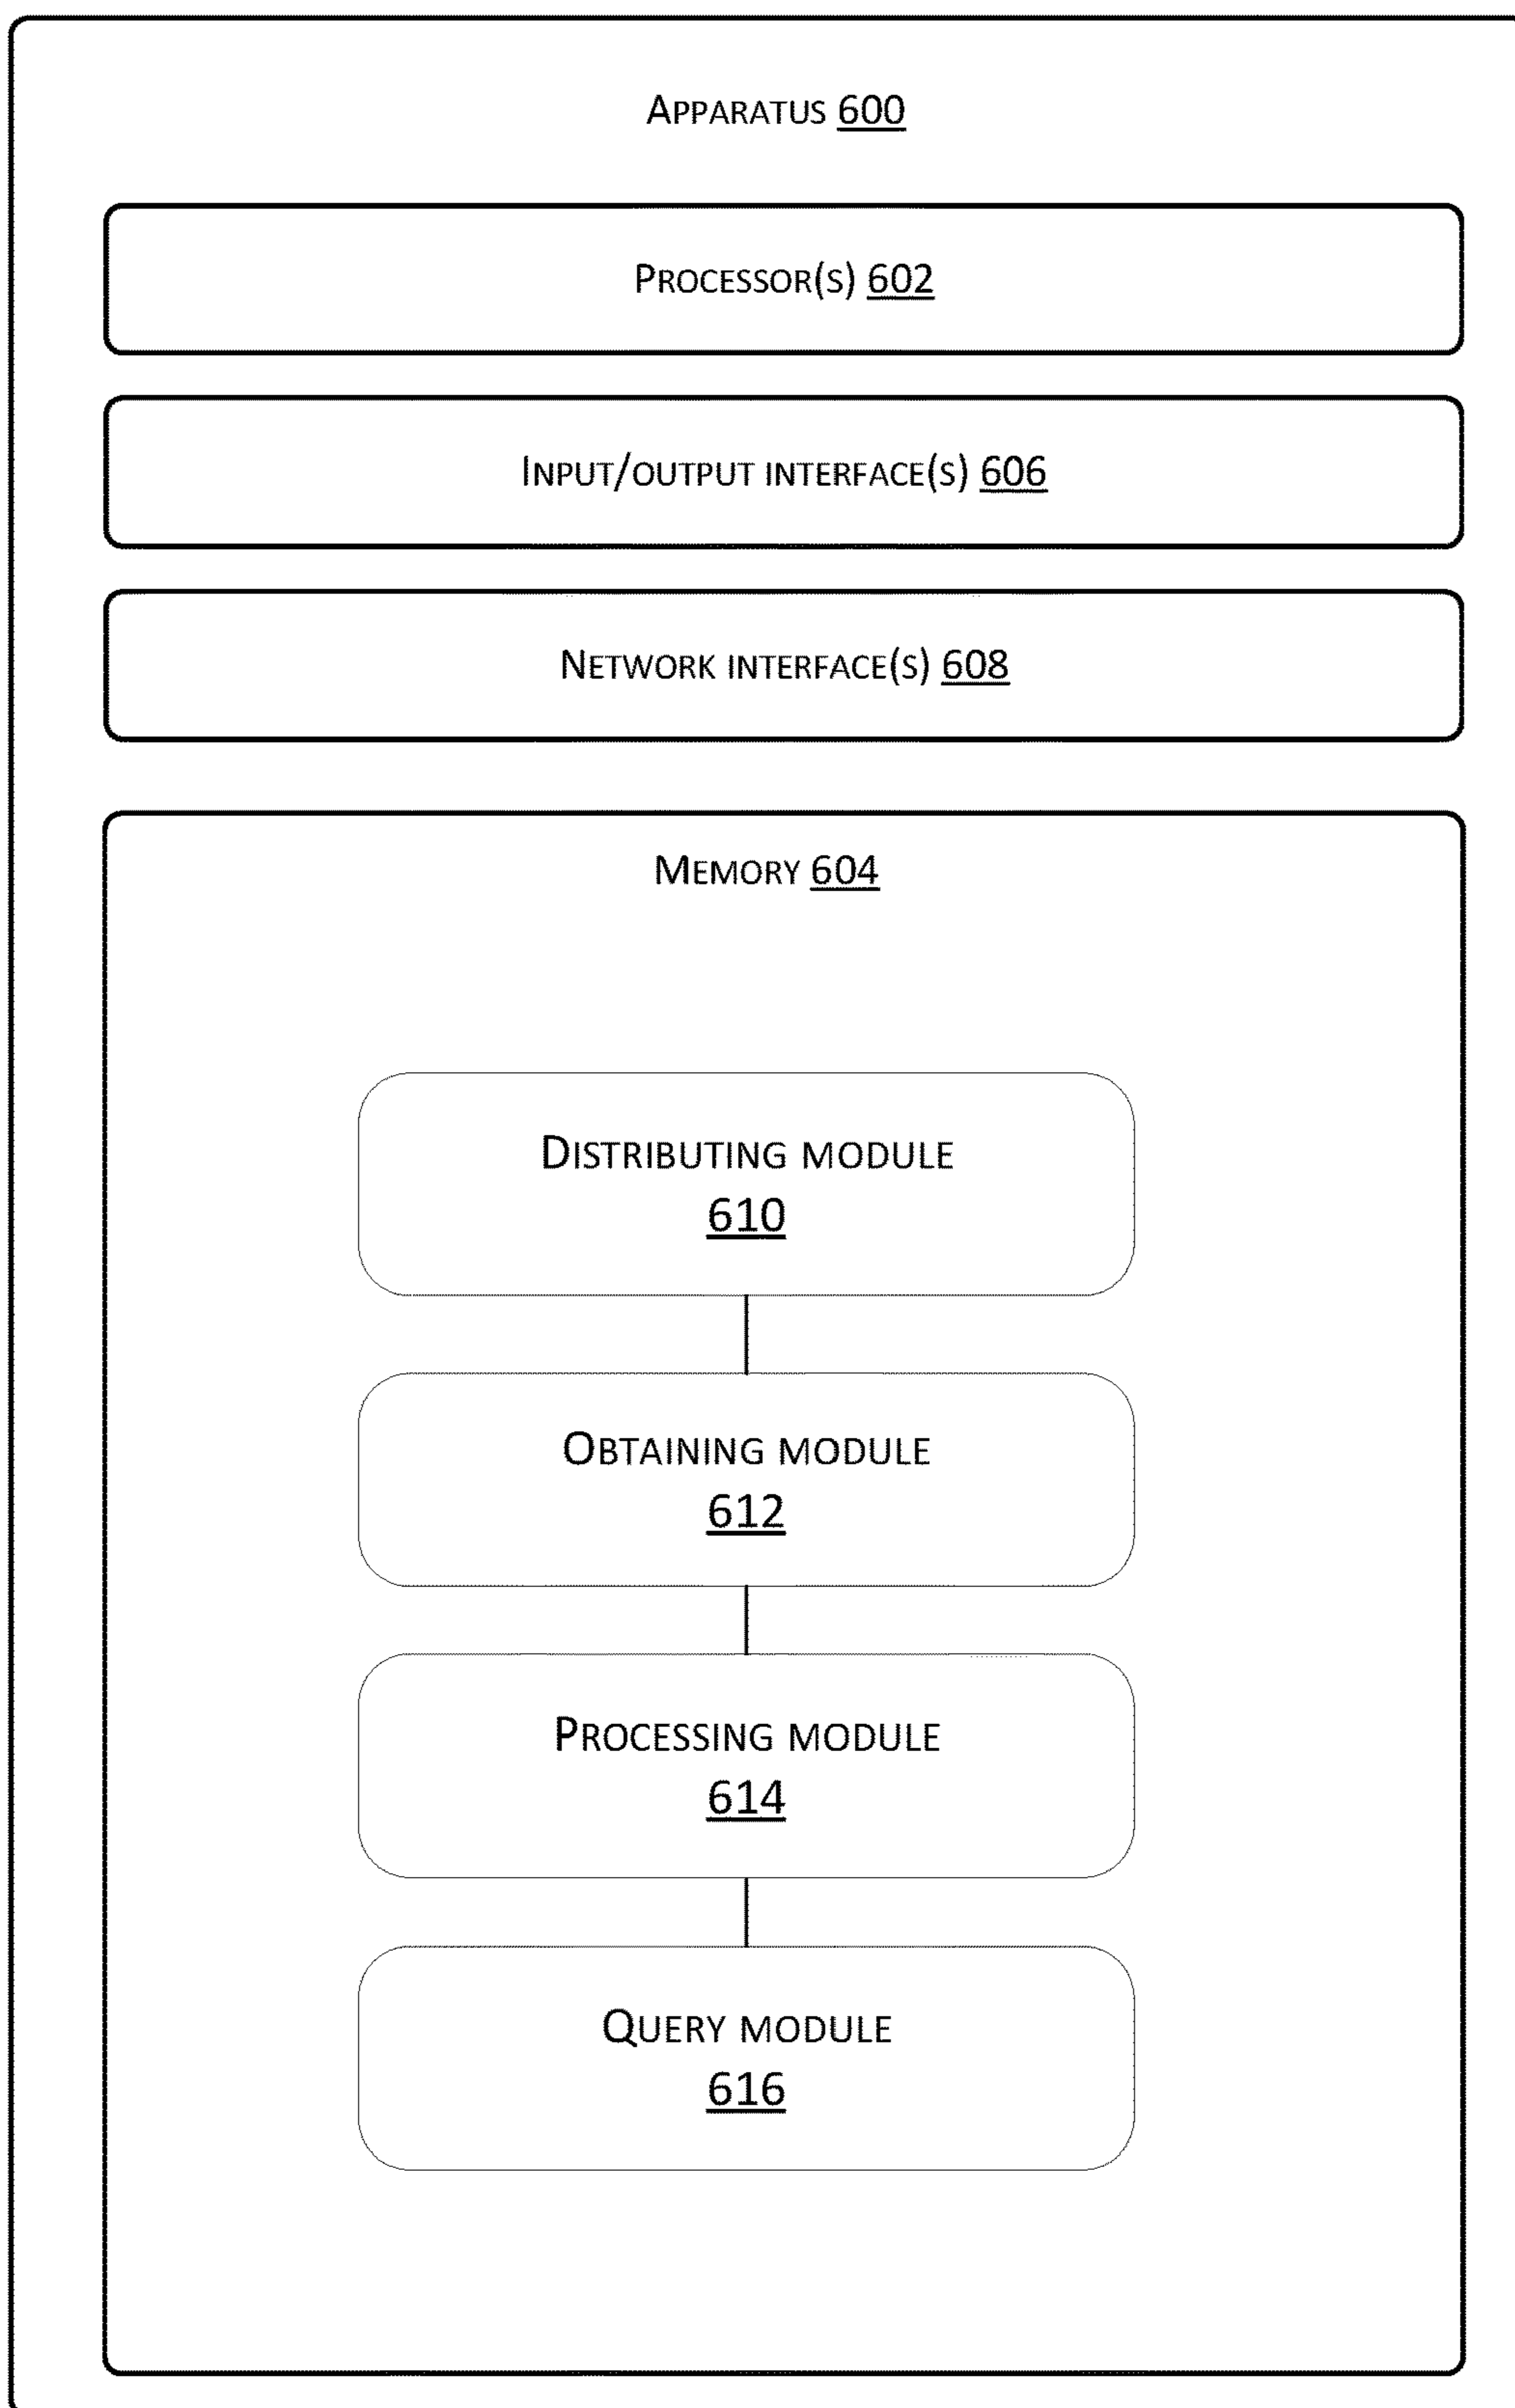 APPARATUS 600
PROCESSOR(S) 602
INPUT/OUTPUT INTERFACE(S) 606
NETWORK INTERFACE(S) 608
MEMORY 604
DISTRIBUTING MODULE
610
OBTAINING MODULE
612
PROCESSING MODULE
614
QUERY MODULE
616